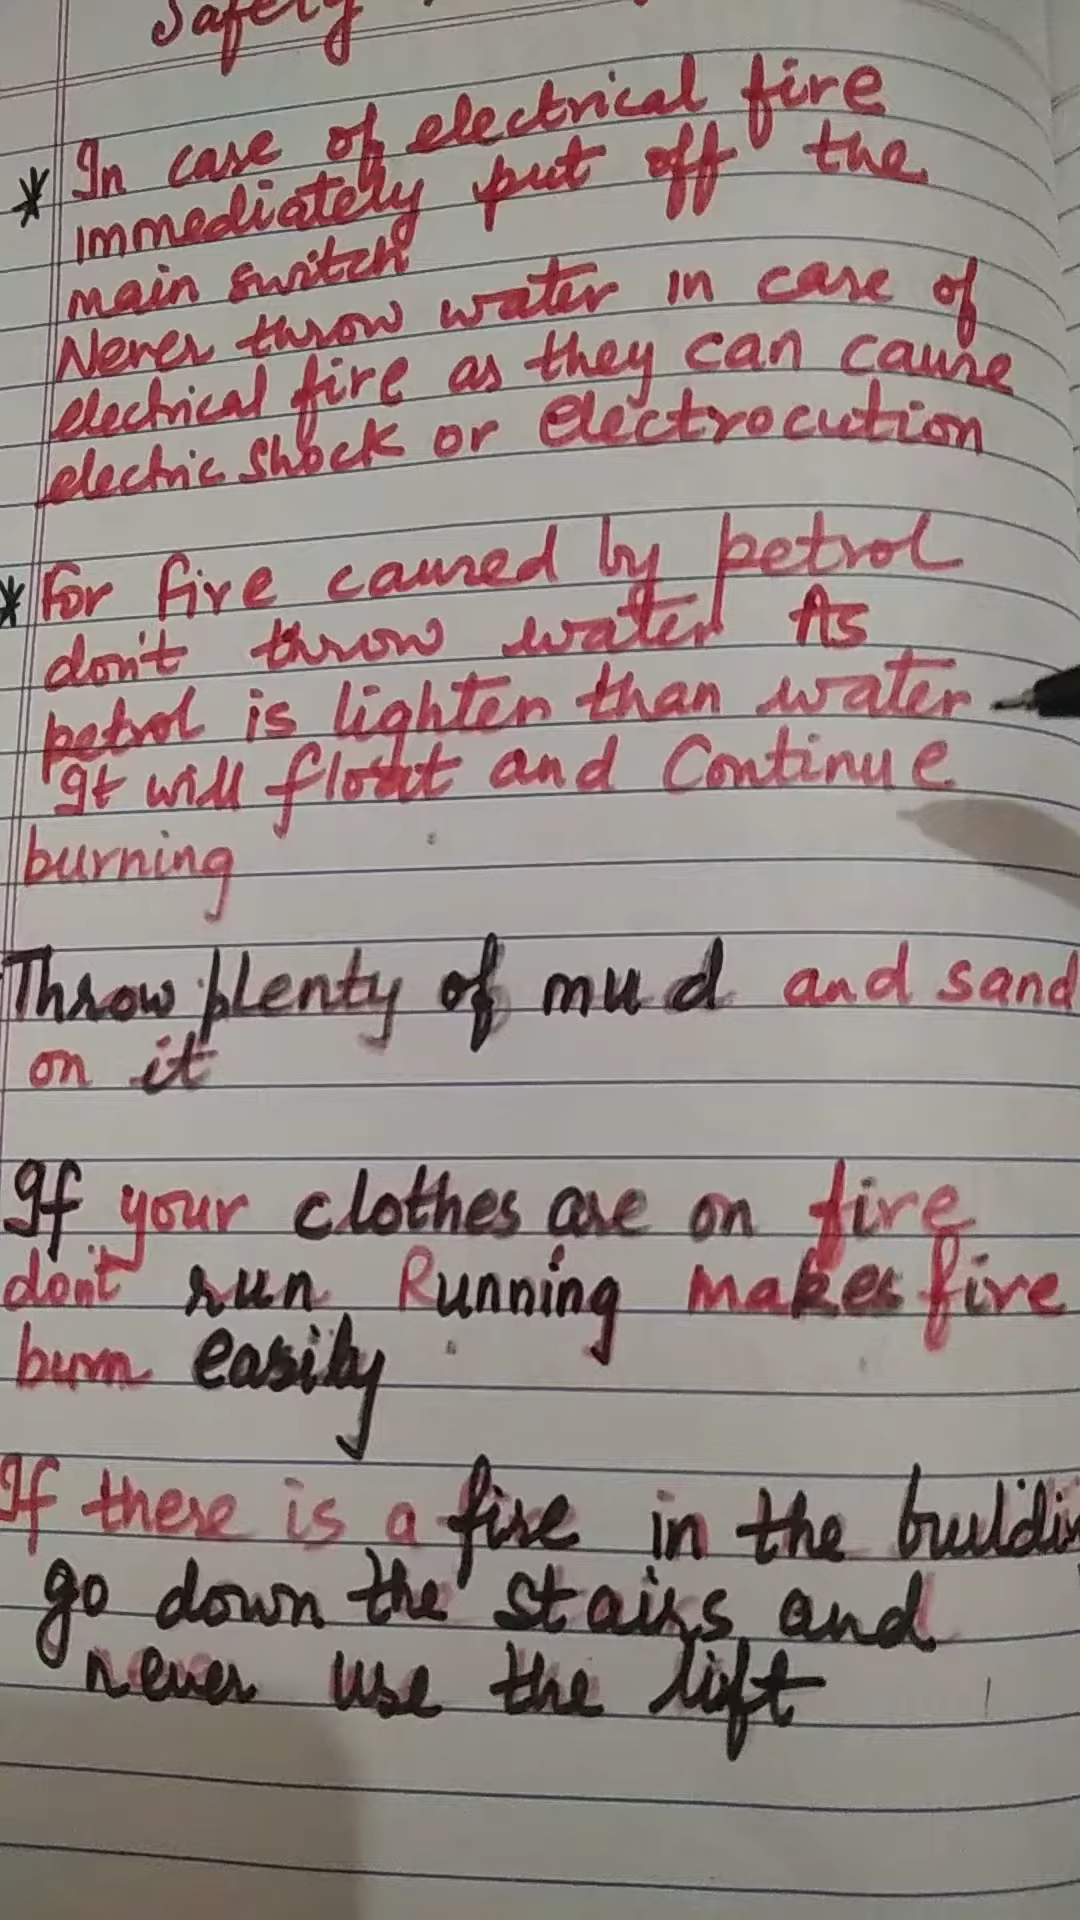 Safety
* In case of electrical fire
immediately put off the
main switch
Never throw water in case of
electrical fire as they can cause
electric shock or electrocution
* For fire caused by petrol
don't throw water As
petrol is lighter than water
It will float and Continue
burning
Throw plenty of mud and sand
on it
If your clothes are on fire
don't run Running makes fire
burn easily
If there is a fire in the buildin
go down the stairs and
never use the lift